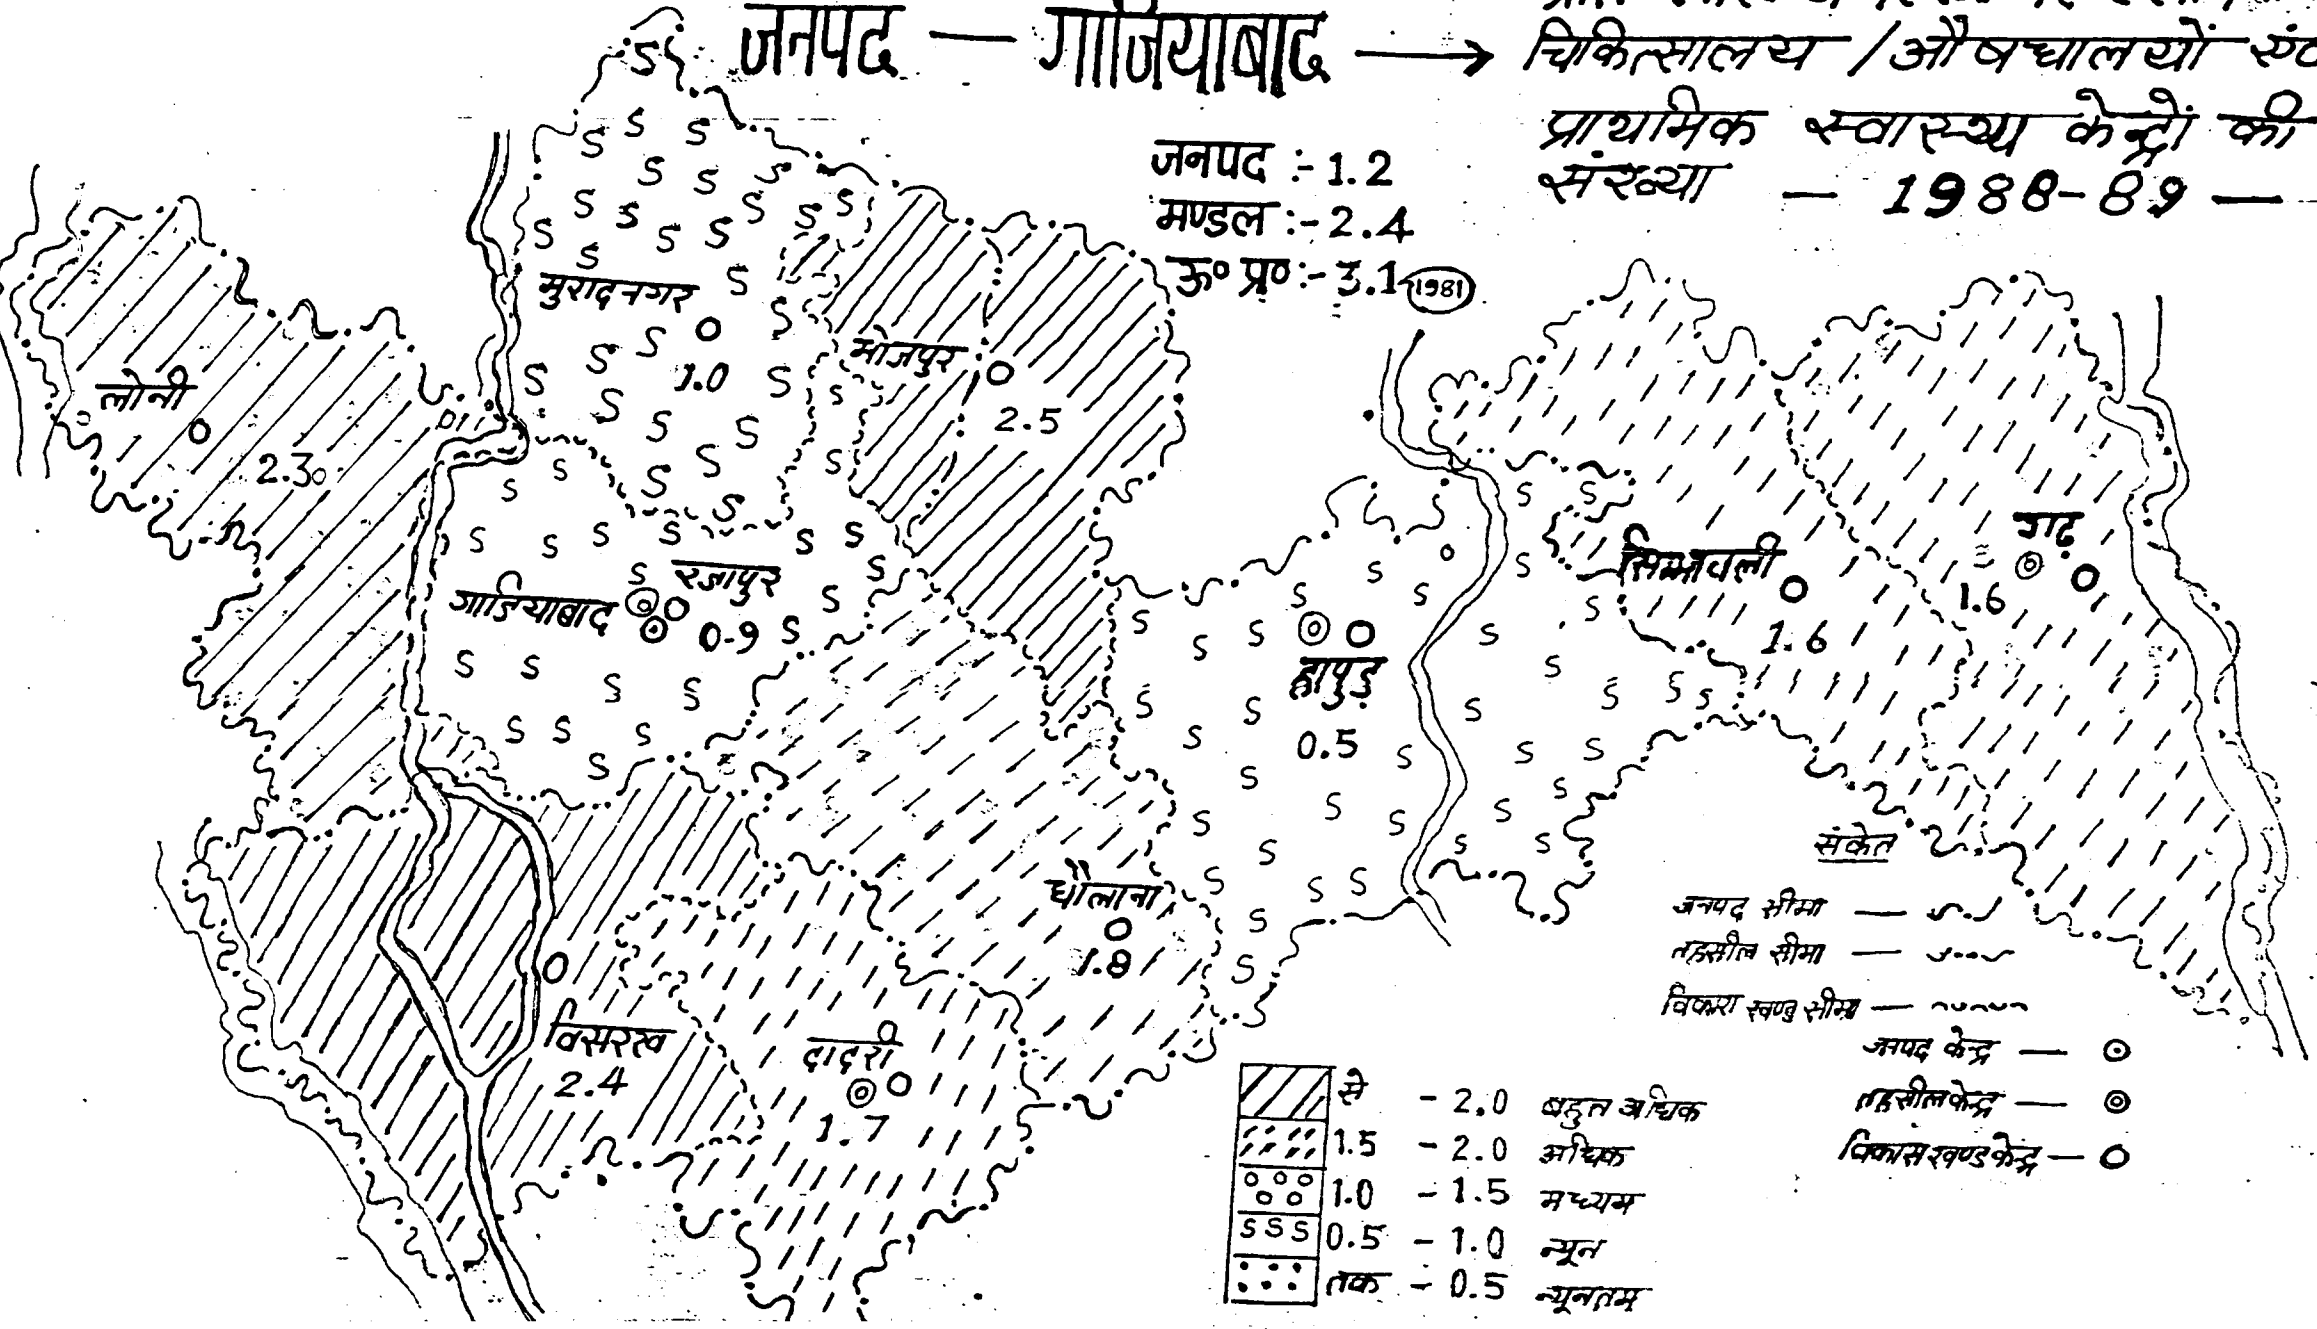 जनपद — गाजियाबाद →
चिकित्सालय / औषधालयों
प्राथमिक स्वास्थ्य केन्द्रों की
संख्या — 1988-89 —
जनपद :- 1.2
मण्डल :- 2.4
ऊ० प्र० :- 3.1 1981
मुरादनगर
1.0
मोजपुर
2.5
लोनी
2.3
रजापुर
गाजियाबाद
0-9
हापुड़
0.5
सिम्भावली
1.6
गढ़
1.6
धौलाना
1.8
विसरख
2.4
दादरी
1.7
संकेत
जनपद सीमा —
तहसील सीमा —
विकास खण्ड सीमा —
जनपद केन्द्र —
तहसील केन्द्र —
विकास खण्ड केन्द्र —
से - 2.0 बहुत अधिक
1.5 - 2.0 अधिक
1.0 - 1.5 मध्यम
0.5 - 1.0 न्यून
तक - 0.5 न्यूनतम